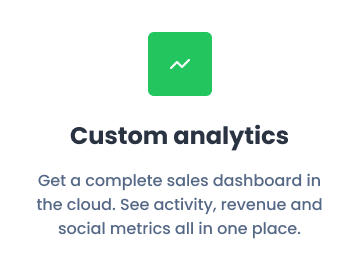 Custom analytics
Get a complete sales dashboard in
the cloud. See activity, revenue and
social metrics all in one place.